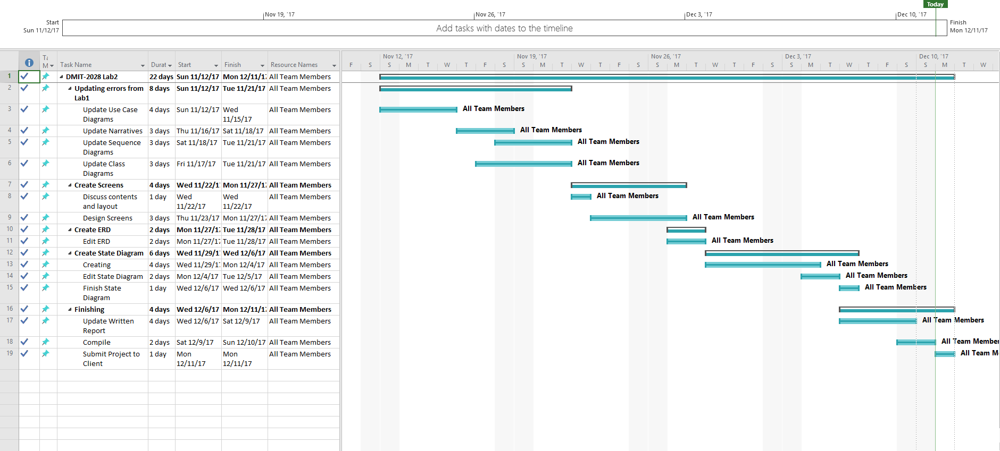 Today
Nov 19, '17 Nov 26, '17 Dec 3, '17 Dec 10, '17
Start
Sun 11/12/17
Add tasks with dates to the timeline
Finish
Mon 12/11/17
Ta M Task Name Durat Start Finish Resource Names
Nov 12, '17 Nov 19, '17 Nov 26, '17 Dec 3, '17 Dec 10, '17
F S S M T W T F S S M T W T F S S M T W T F S S M T W T F S S M T W
1 DMIT-2028 Lab2 22 days Sun 11/12/17 Mon 12/11/17 All Team Members
2 Updating errors from Lab1 8 days Sun 11/12/17 Tue 11/21/17 All Team Members
3 Update Use Case Diagrams 4 days Sun 11/12/17 Wed 11/15/17 All Team Members All Team Members
4 Update Narratives 3 days Thu 11/16/17 Sat 11/18/17 All Team Members All Team Members
5 Update Sequence Diagrams 3 days Sat 11/18/17 Tue 11/21/17 All Team Members All Team Members
6 Update Class Diagrams 3 days Fri 11/17/17 Tue 11/21/17 All Team Members All Team Members
7 Create Screens 4 days Wed 11/22/1 Mon 11/27/17 All Team Members
8 Discuss contents and layout 1 day Wed 11/22/17 Wed 11/22/17 All Team Members All Team Members
9 Design Screens 3 days Thu 11/23/17 Mon 11/27/17 All Team Members All Team Members
10 Create ERD 2 days Mon 11/27/1 Tue 11/28/17 All Team Members
11 Edit ERD 2 days Mon 11/27/17 Tue 11/28/17 All Team Members All Team Members
12 Create State Diagram 6 days Wed 11/29/1 Wed 12/6/17 All Team Members
13 Creating 4 days Wed 11/29/1 Mon 12/4/17 All Team Members All Team Members
14 Edit State Diagram 2 days Mon 12/4/17 Tue 12/5/17 All Team Members All Team Members
15 Finish State Diagram 1 day Wed 12/6/17 Wed 12/6/17 All Team Members All Team Members
16 Finishing 4 days Wed 12/6/17 Mon 12/11/17 All Team Members
17 Update Written Report 4 days Wed 12/6/17 Sat 12/9/17 All Team Members All Team Members
18 Compile 2 days Sat 12/9/17 Sun 12/10/17 All Team Members All Team Member
19 Submit Project to Client 1 day Mon 12/11/17 Mon 12/11/17 All Team Members All Team M